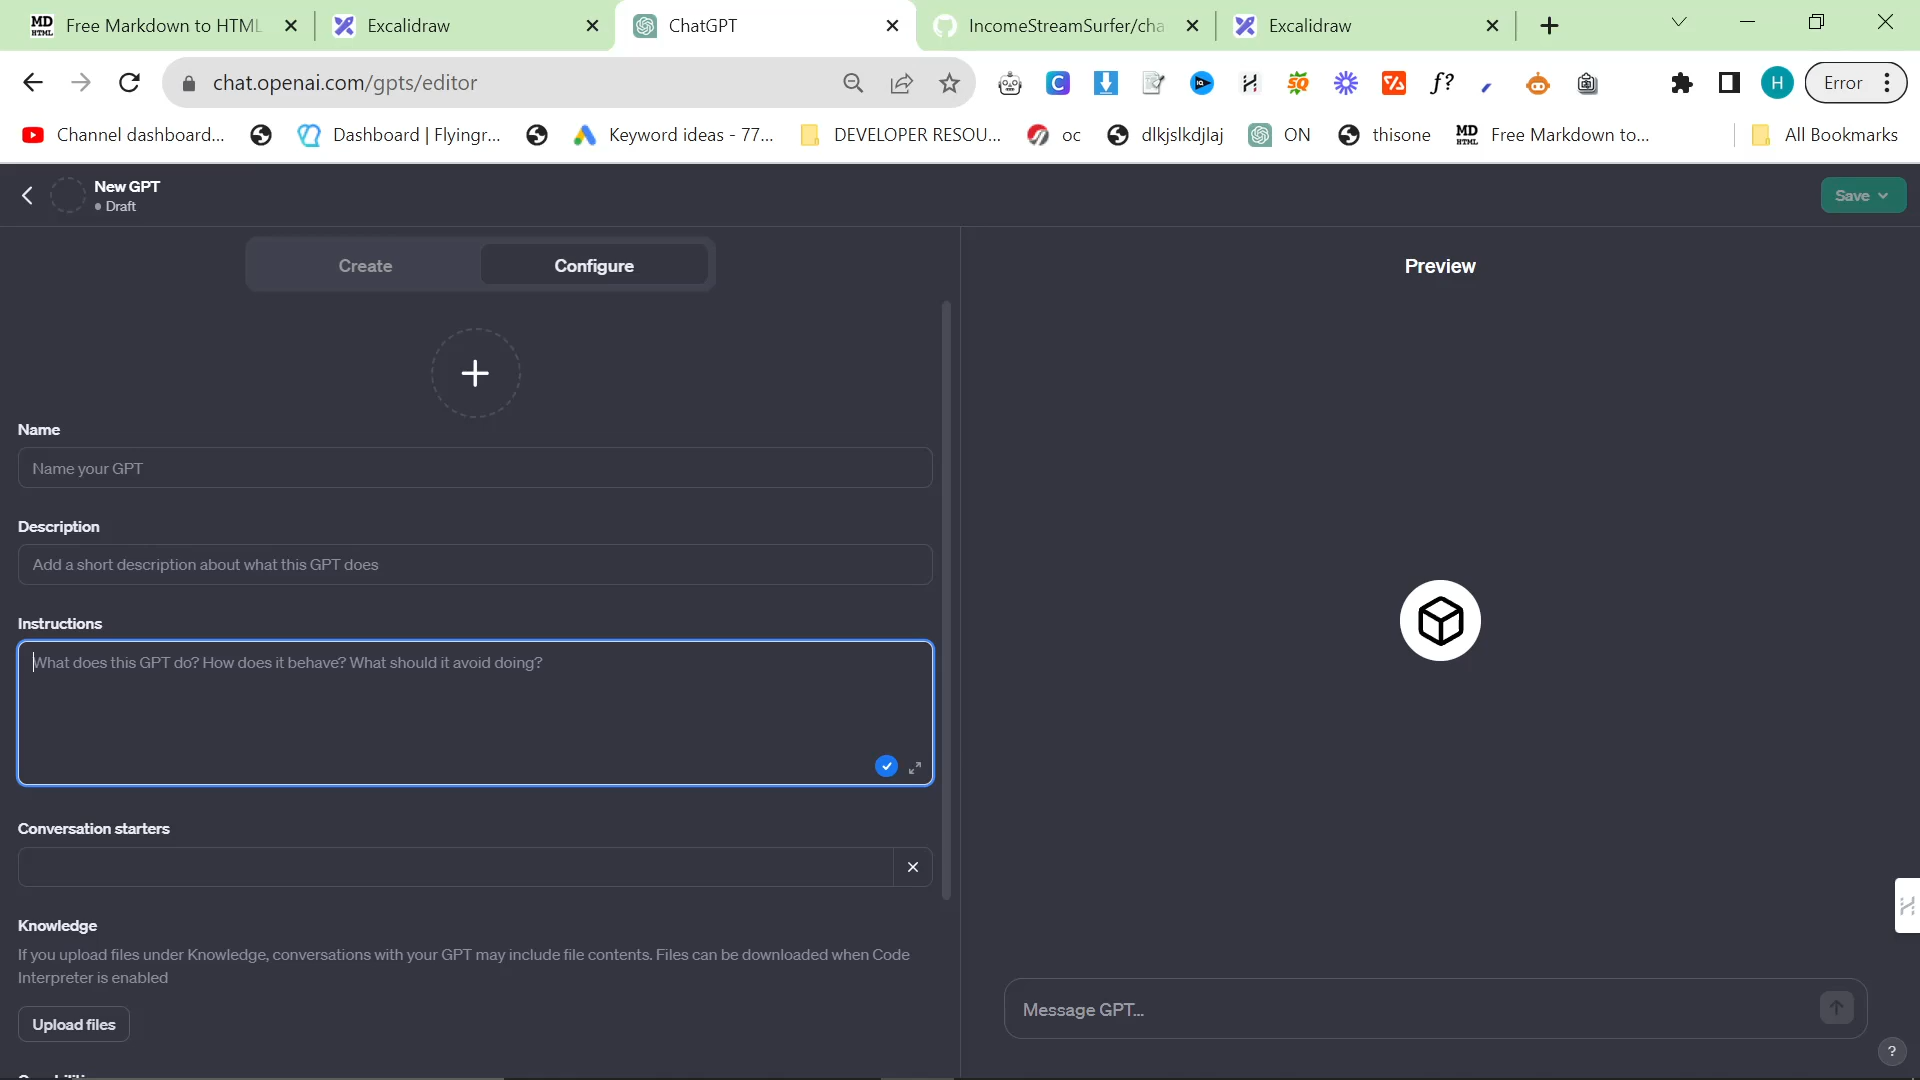 MD HTML Free Markdown to HTML
Excalidraw
ChatGPT
IncomeStreamSurfer/cha
Excalidraw
chat.openai.com/gpts/editor
H
Error
Channel dashboard...
Dashboard | Flyingr...
Keyword ideas - 77...
DEVELOPER RESOU...
oc
dlkjslkdjlaj
ON
thisone
MD HTML Free Markdown to...
All Bookmarks
New GPT
Draft
Save
Create
Configure
Preview
Name
Name your GPT
Description
Add a short description about what this GPT does
Instructions
What does this GPT do? How does it behave? What should it avoid doing?
Conversation starters
Knowledge
If you upload files under Knowledge, conversations with your GPT may include file contents. Files can be downloaded when Code
Interpreter is enabled
Upload files
Message GPT...
?